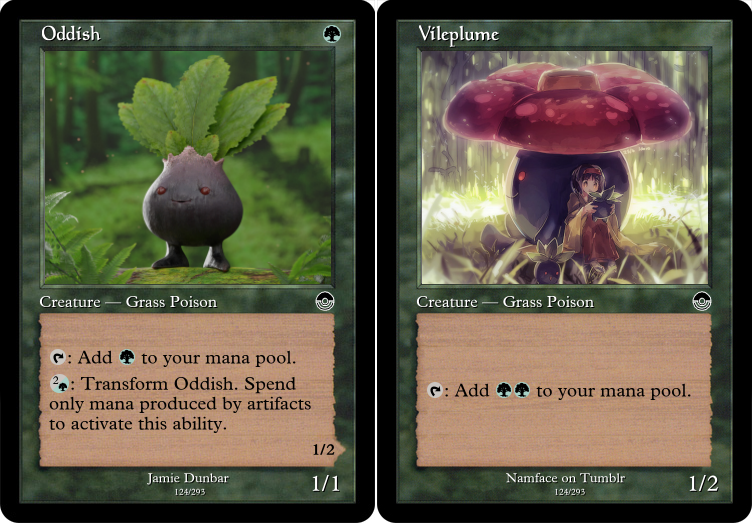 Oddish
Creature — Grass Poison
: Add to your mana pool.
2 : Transform Oddish. Spend
only mana produced by artifacts
to activate this ability.
1/2
Jamie Dunbar
124/293
1/1
Vileplume
Creature — Grass Poison
: Add to your mana pool.
Namface on Tumblr
124/293
1/2